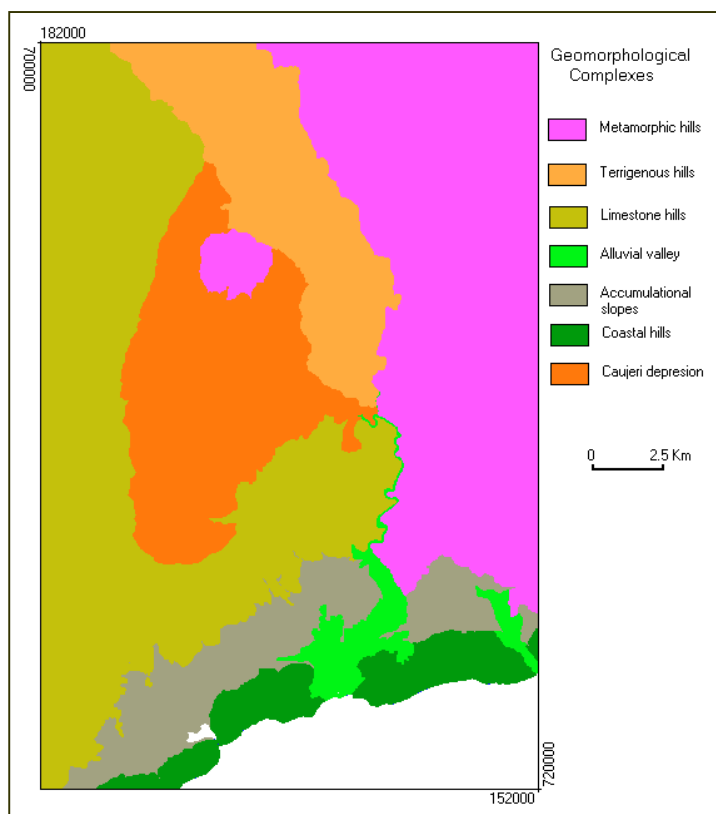 182000
700000
Geomorphological
Complexes
Metamorphic hills
Terrigenous hills
Limestone hills
Alluvial valley
Accumulational
slopes
Coastal hills
Caujeri depresion
0 2.5 Km
720000
152000